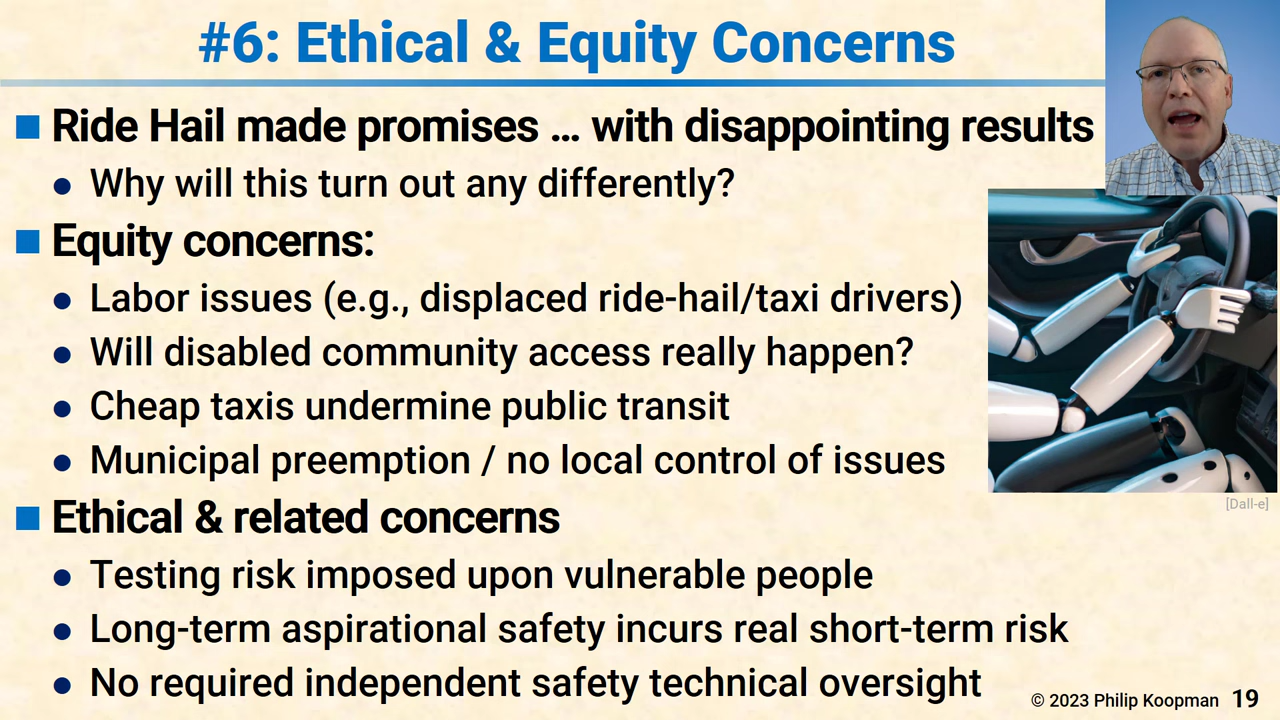 #6: Ethical & Equity Concerns
Ride Hail made promises ... with disappointing results
Why will this turn out any differently?
Equity concerns:
Labor issues (e.g., displaced ride-hail/taxi drivers)
Will disabled community access really happen?
Cheap taxis undermine public transit
Municipal preemption / no local control of issues
[Dall-e]
Ethical & related concerns
Testing risk imposed upon vulnerable people
Long-term aspirational safety incurs real short-term risk
No required independent safety technical oversight
© 2023 Philip Koopman 19